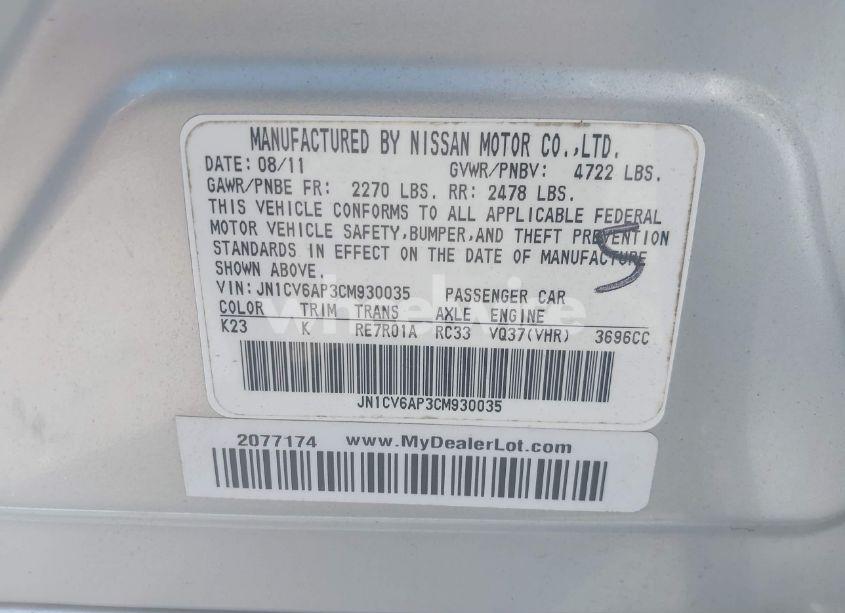 MANUFACTURED BY NISSAN MOTOR CO.,LTD.
DATE: 08/11 GVWR/PNBV: 4722 LBS.
GAWR/PNBE FR: 2270 LBS. RR: 2478 LBS.
THIS VEHICLE CONFORMS TO ALL APPLICABLE FEDERAL
MOTOR VEHICLE SAFETY,BUMPER,AND THEFT PREVENTION
STANDARDS IN EFFECT ON THE DATE OF MANUFACTURE
SHOWN ABOVE.
VIN: JN1CV6AP3CM930035 PASSENGER CAR
COLOR TRIM TRANS AXLE ENGINE
K23 K RE7R01A RC33 VQ37(VHR) 3696CC
JN1CV6AP3CM930035
2077174 www.MyDealerLot.com